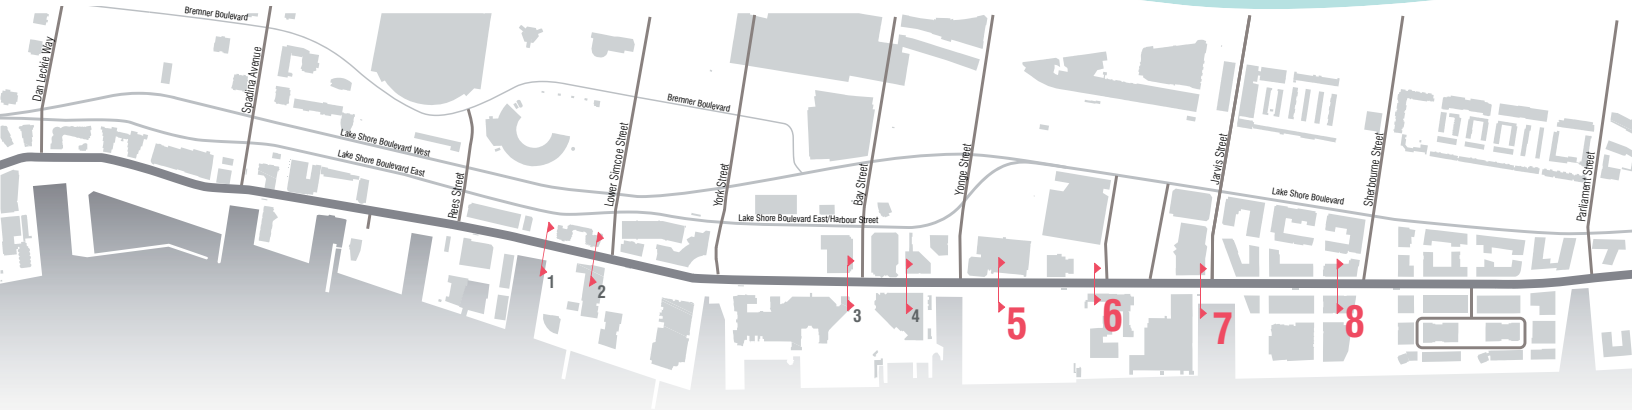 Bremner Boulevard
Dan Leckie Way
Spadina Avenue
Lake Shore Boulevard West
Lake Shore Boulevard East
Rees Street
Lower Simcoe Street
Bremner Boulevard
York Street
Lake Shore Boulevard East/Harbour Street
Bay Street
Yonge Street
Jarvis Street
Lake Shore Boulevard
Sherbourne Street
Parliament Street
1
2
3
4
5
6
7
8